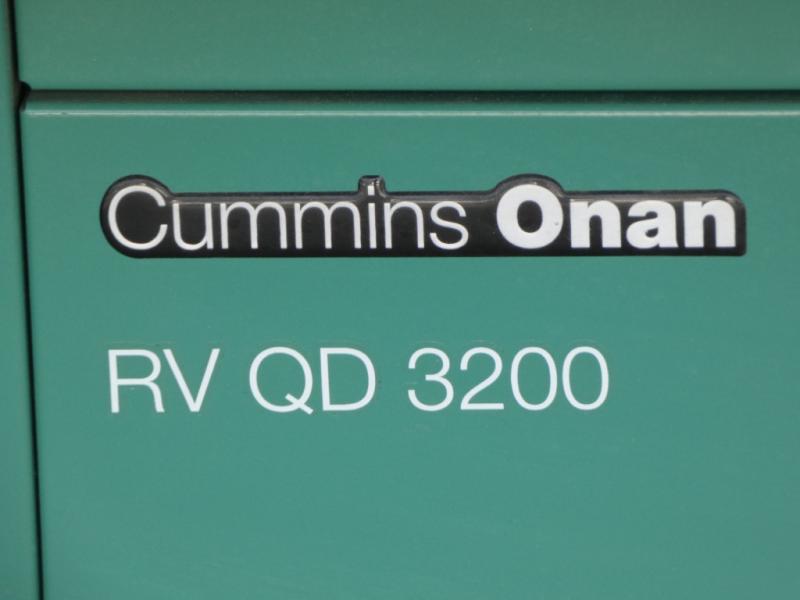 Cummins Onan
RV QD 3200